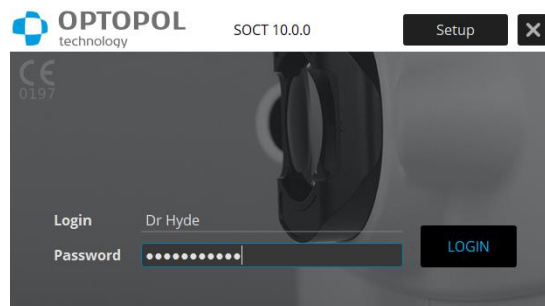 OPTOPOL
technology
SOCT 10.0.0
Setup
CE
0197
Login Dr Hyde
Password •••••••••••
LOGIN